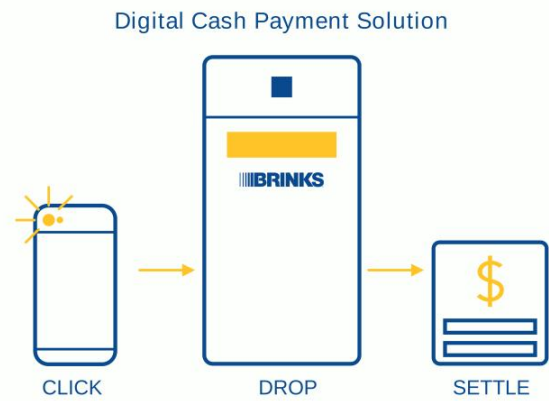 Digital Cash Payment Solution
BRINKS
$
CLICK
DROP
SETTLE